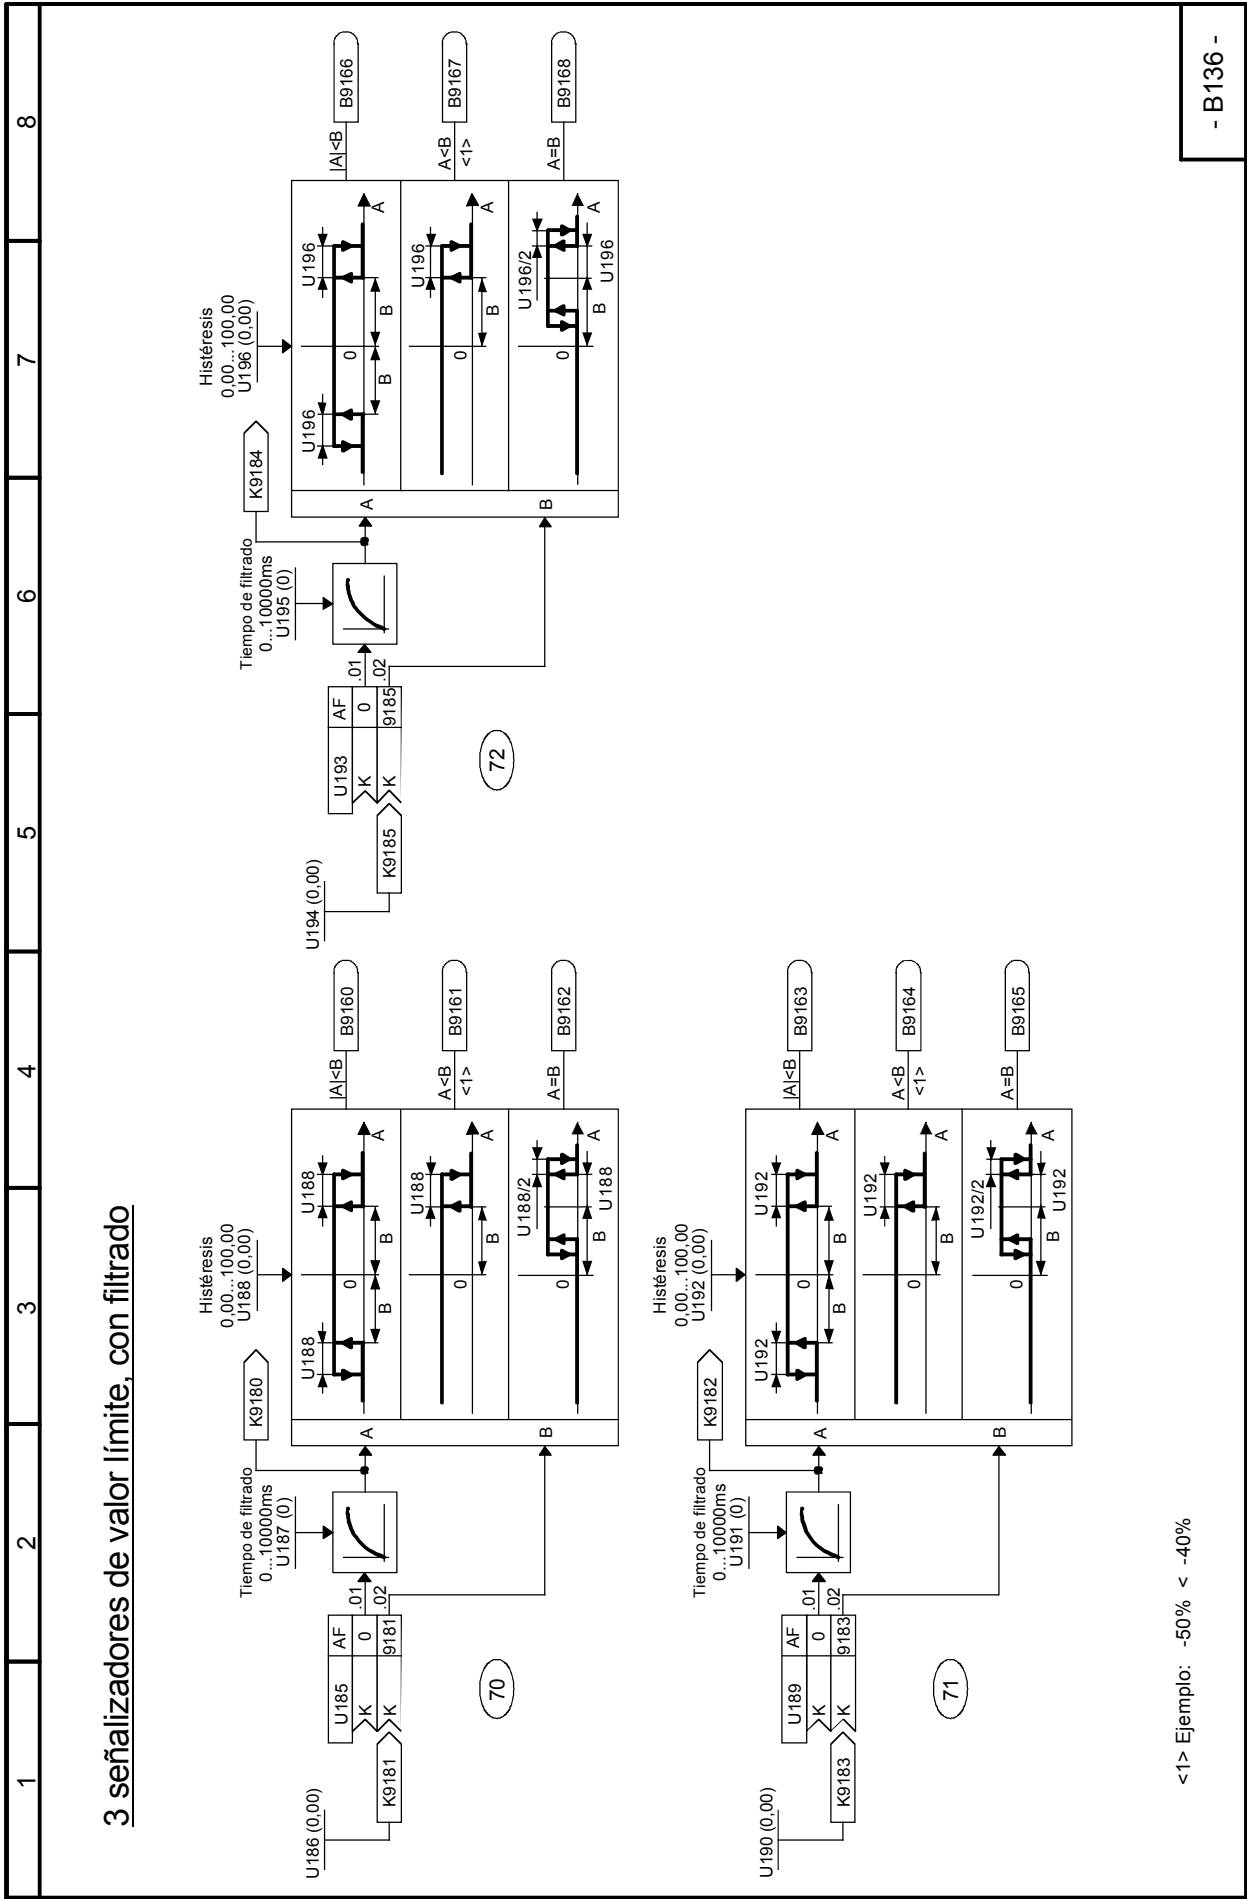 1 2 3 4 5 6 7 8
3 señalizadores de valor límite, con filtrado
U186 (0,00)
K9181
U185 AF
K 0 .01
K 9181 .02
70
Tiempo de filtrado
0...10000ms
U187 (0)
K9180
Histéresis
0,00...100,00
U188 (0,00)
A
B
U188 U188
B 0 B A
|A|<B
B9160
U188
0 B A
A<B
<1>
B9161
U188/2
0 B U188 A
A=B
B9162
U190 (0,00)
K9183
U189 AF
K 0 .01
K 9183 .02
71
Tiempo de filtrado
0...10000ms
U191 (0)
K9182
Histéresis
0,00...100,00
U192 (0,00)
A
B
U192 U192
B 0 B A
|A|<B
B9163
U192
0 B A
A<B
<1>
B9164
U192/2
0 B U192 A
A=B
B9165
U194 (0,00)
K9185
U193 AF
K 0 .01
K 9185 .02
72
Tiempo de filtrado
0...10000ms
U195 (0)
K9184
Histéresis
0,00...100,00
U196 (0,00)
A
B
U196 U196
B 0 B A
|A|<B
B9166
U196
0 B A
A<B
<1>
B9167
U196/2
0 B U196 A
A=B
B9168
<1> Ejemplo: -50% < -40%
- B136 -